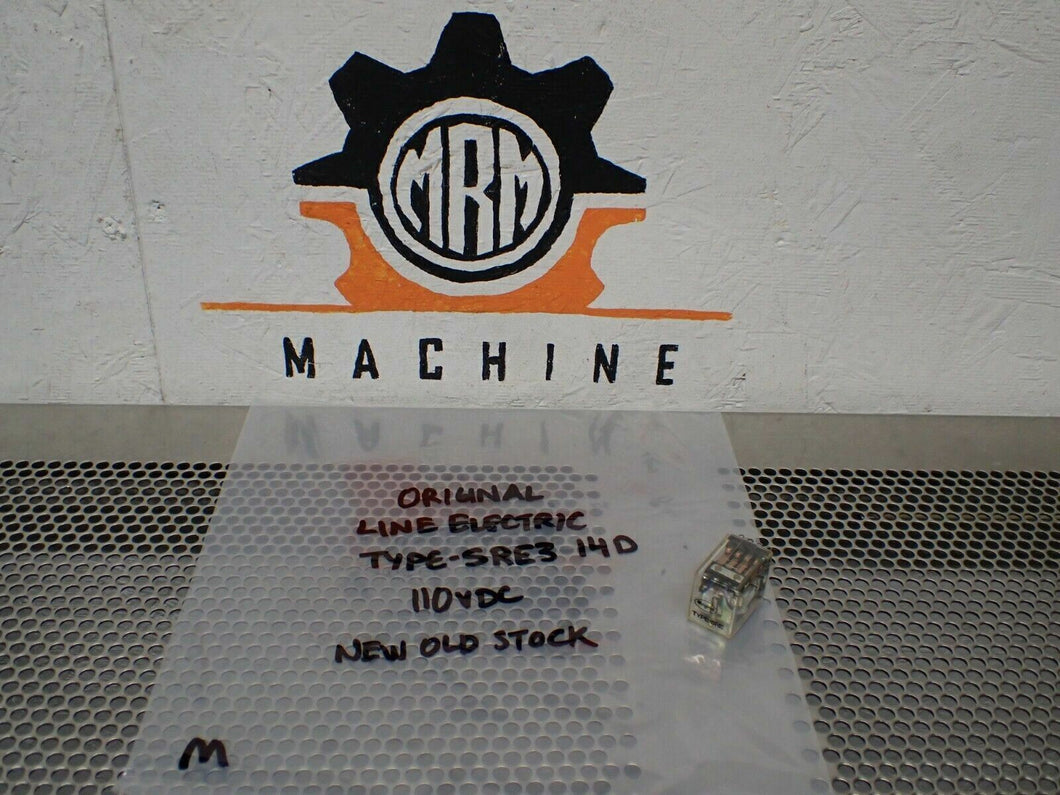 MRM
MACHINE
ORIGINAL
LINE ELECTRIC
TYPE-SRE3 14D
110VDC
NEW OLD STOCK
M